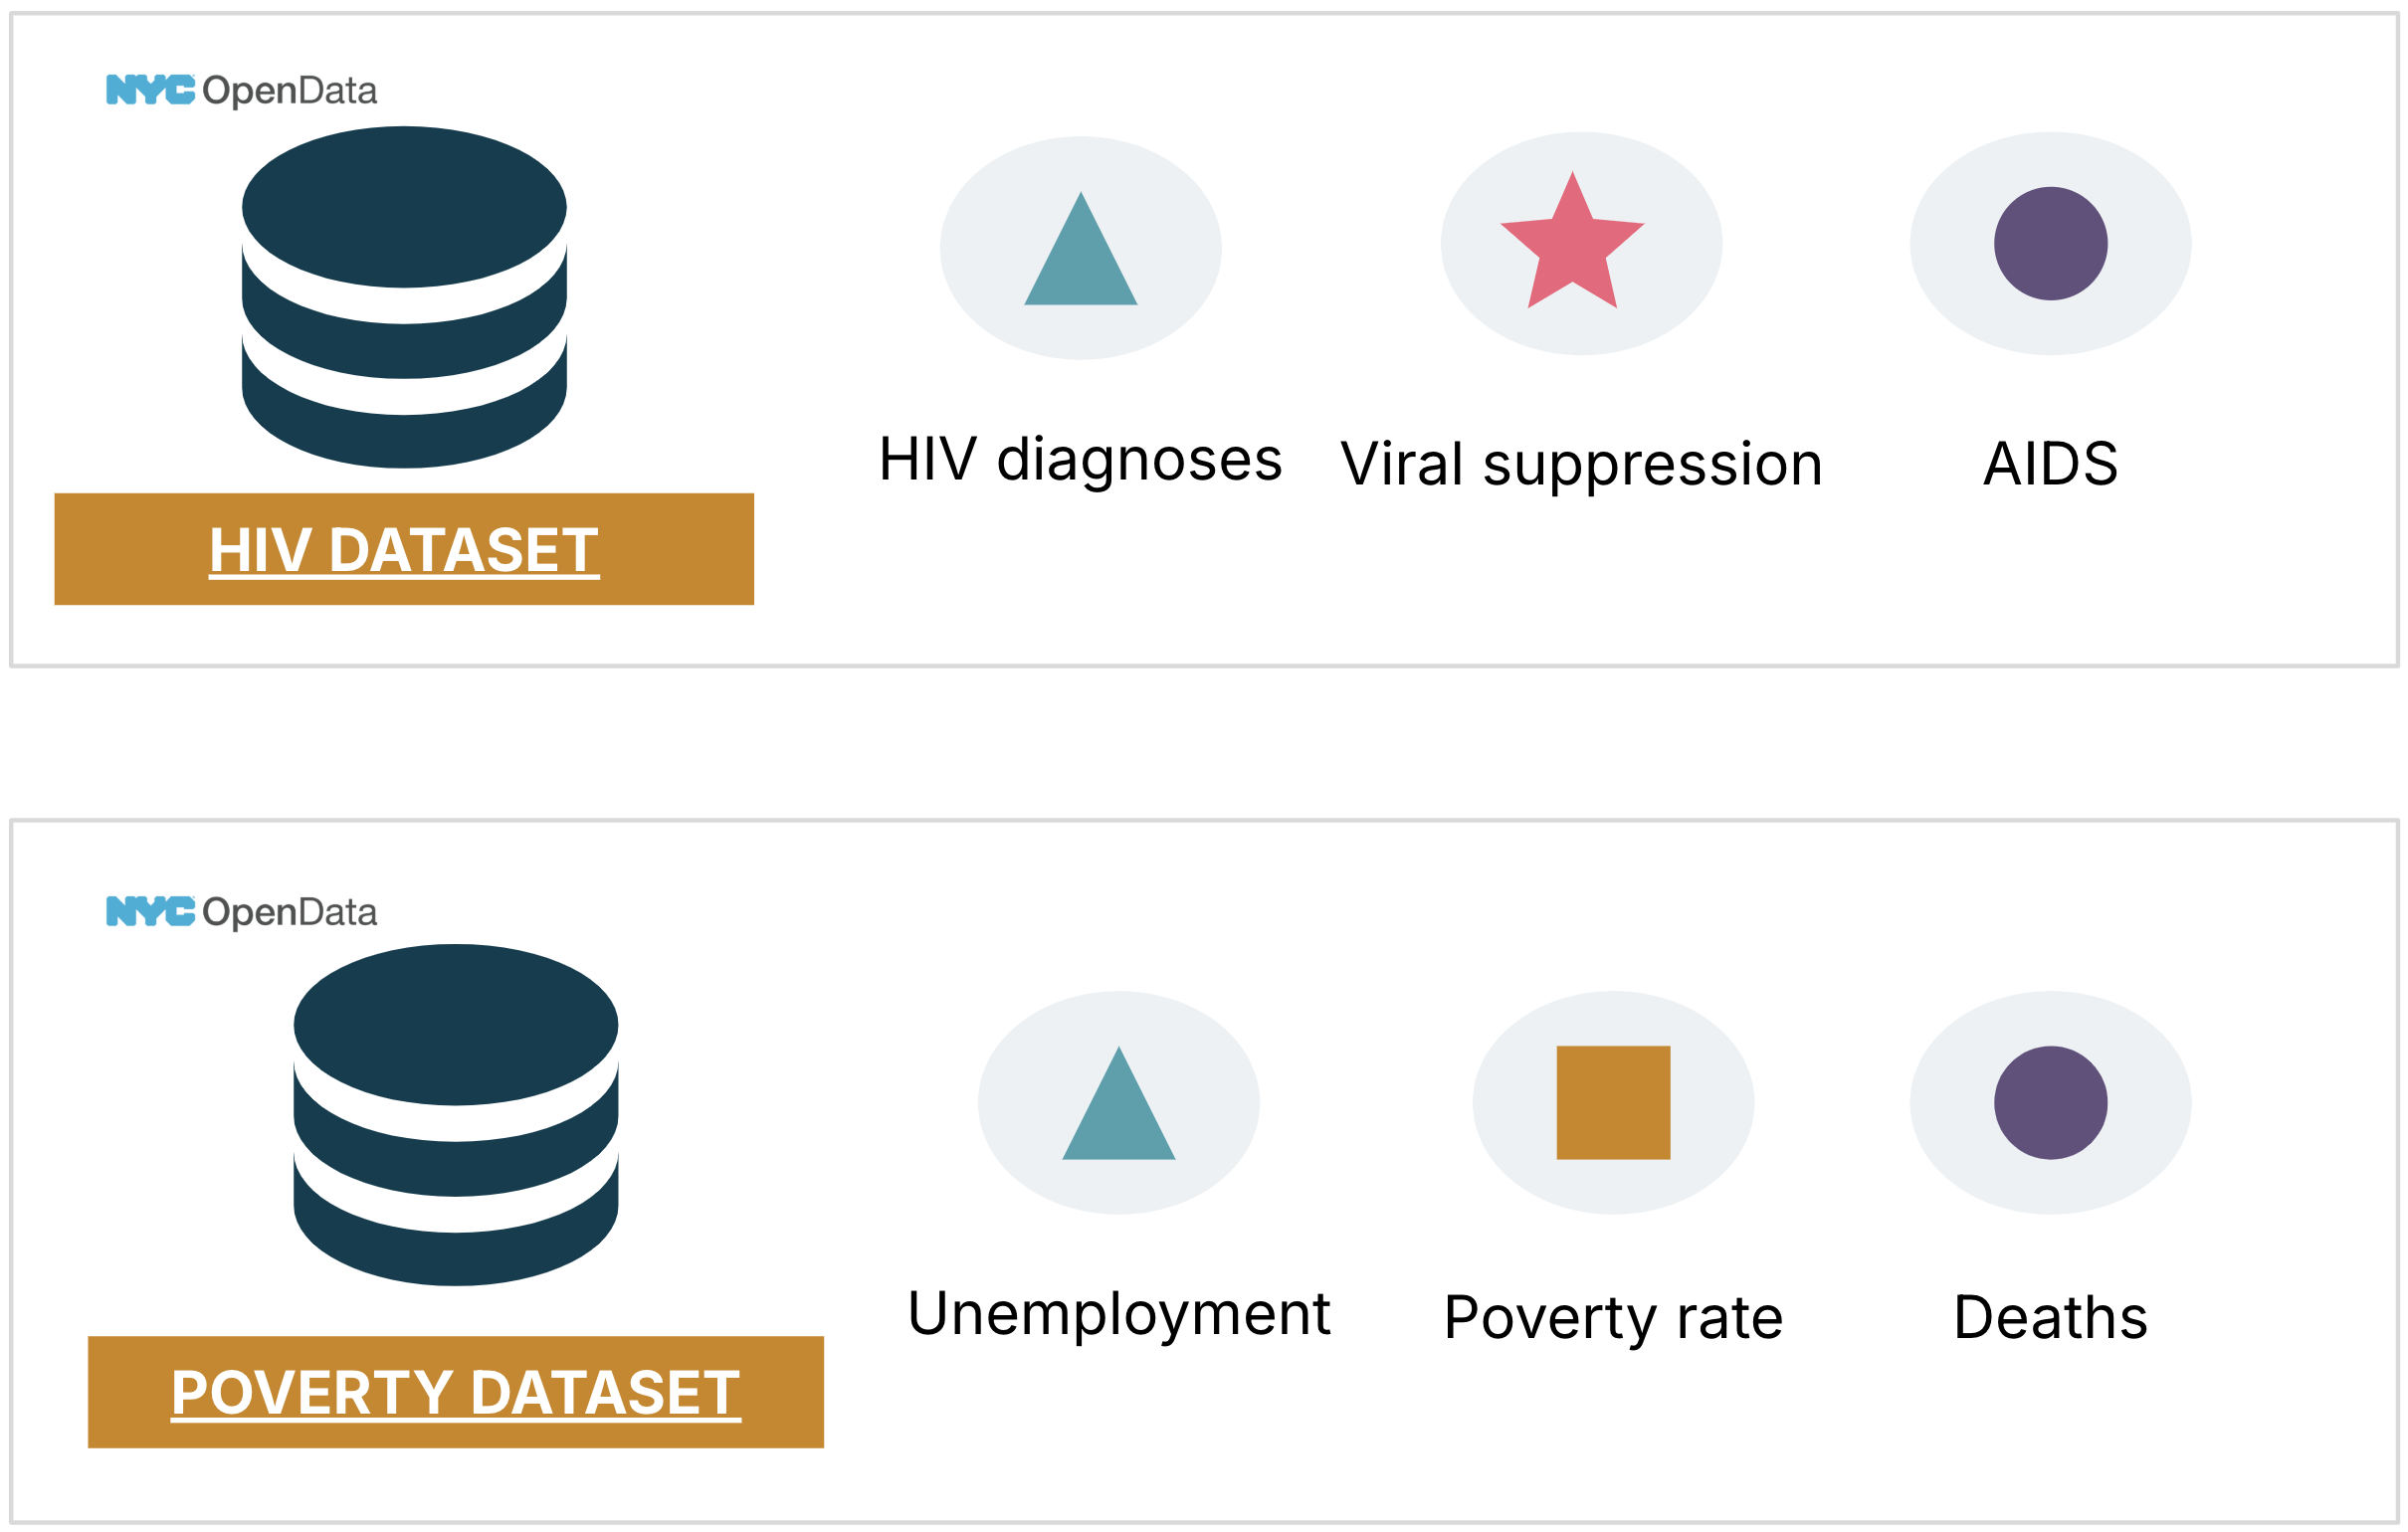 NYC OpenData
HIV diagnoses
Viral suppression
AIDS
HIV DATASET
NYC OpenData
Unemployment
Poverty rate
Deaths
POVERTY DATASET